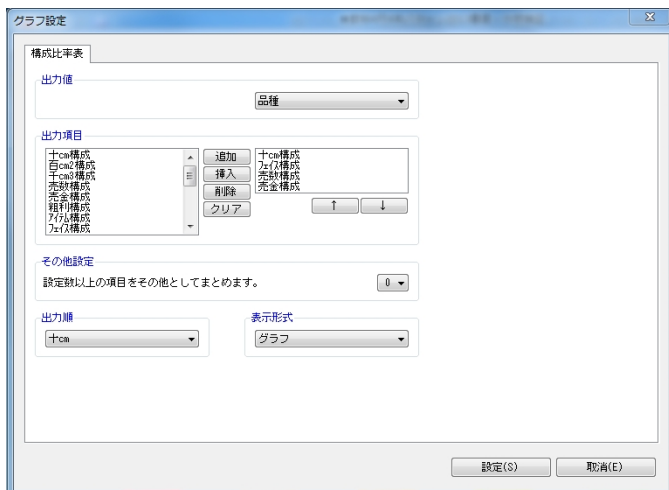 グラフ設定
構成比率表
出力値
品種
出力項目
十cm構成
百cm2構成
千cm3構成
売数構成
売金構成
粗利構成
ｱｲﾃﾑ構成
ﾌｪｲｽ構成
追加
挿入
削除
クリア
十cm構成
ﾌｪｲｽ構成
売数構成
売金構成
↑
↓
その他設定
設定数以上の項目をその他としてまとめます。
0
出力順
十cm
表示形式
グラフ
設定(S)
取消(E)